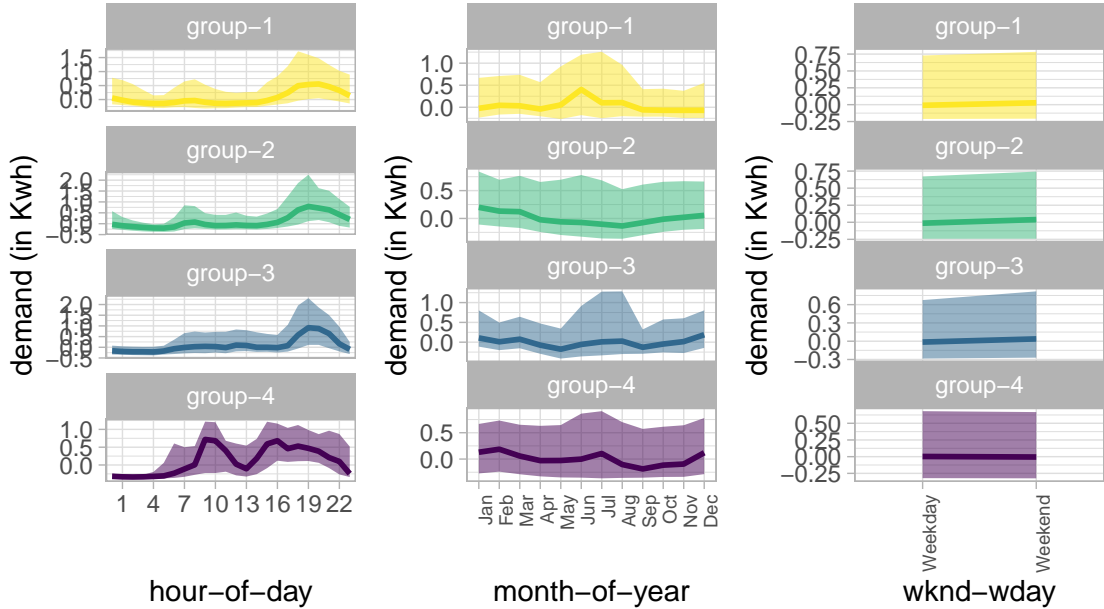 group−1
1.5
1.0
0.5
0.0
group−2
2.0
1.5
1.0
0.5
0.0
−0.5
group−3
2.0
1.5
1.0
0.5
0.0
−0.5
group−4
1.0
0.5
0.0
1 4 7 10 13 16 19 22
hour−of−day
demand (in Kwh)
group−1
1.0
0.5
0.0
group−2
0.5
0.0
group−3
1.0
0.5
0.0
group−4
0.5
0.0
Jan
Feb
Mar
Apr
May
Jun
Jul
Aug
Sep
Oct
Nov
Dec
month−of−year
demand (in Kwh)
group−1
0.75
0.50
0.25
0.00
−0.25
group−2
0.75
0.50
0.25
0.00
−0.25
group−3
0.6
0.3
0.0
−0.3
group−4
0.50
0.25
0.00
−0.25
Weekday
Weekend
wknd−wday
demand (in Kwh)